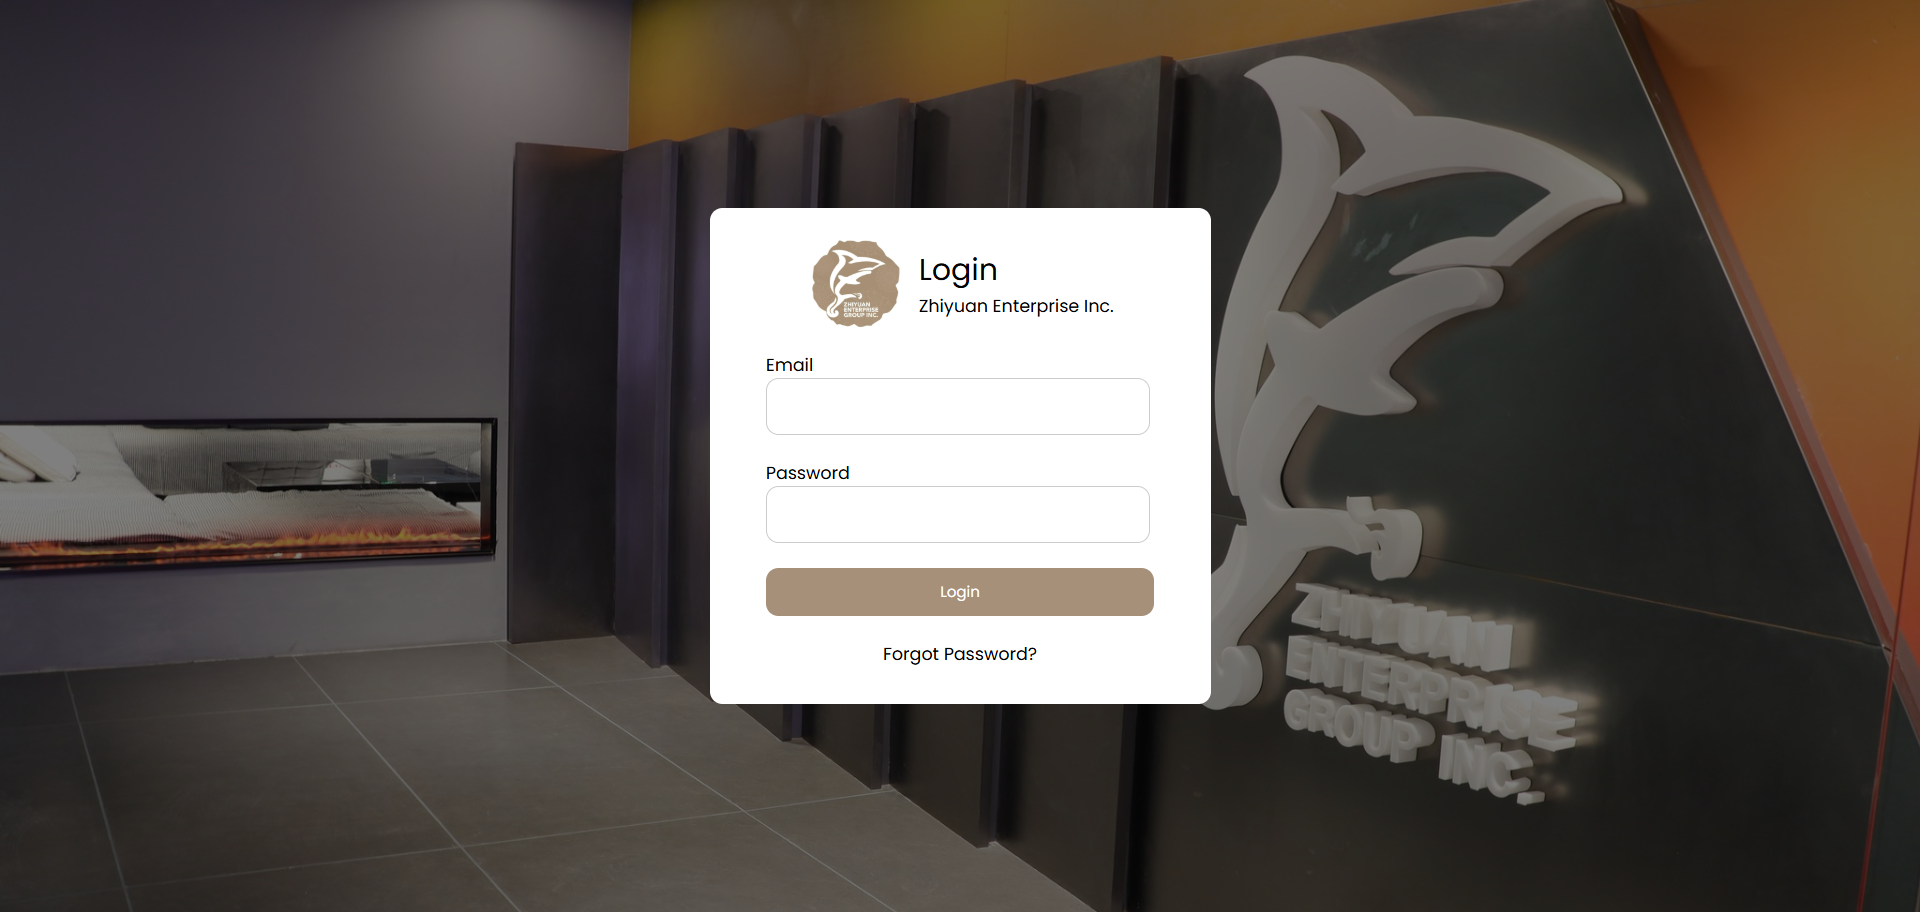 Login
Zhiyuan Enterprise Inc.
ZHIYUAN
ENTERPRISE
GROUP INC.
Email
Password
Login
Forgot Password?
ZHIYUAN
ENTERPRISE
GROUP INC.